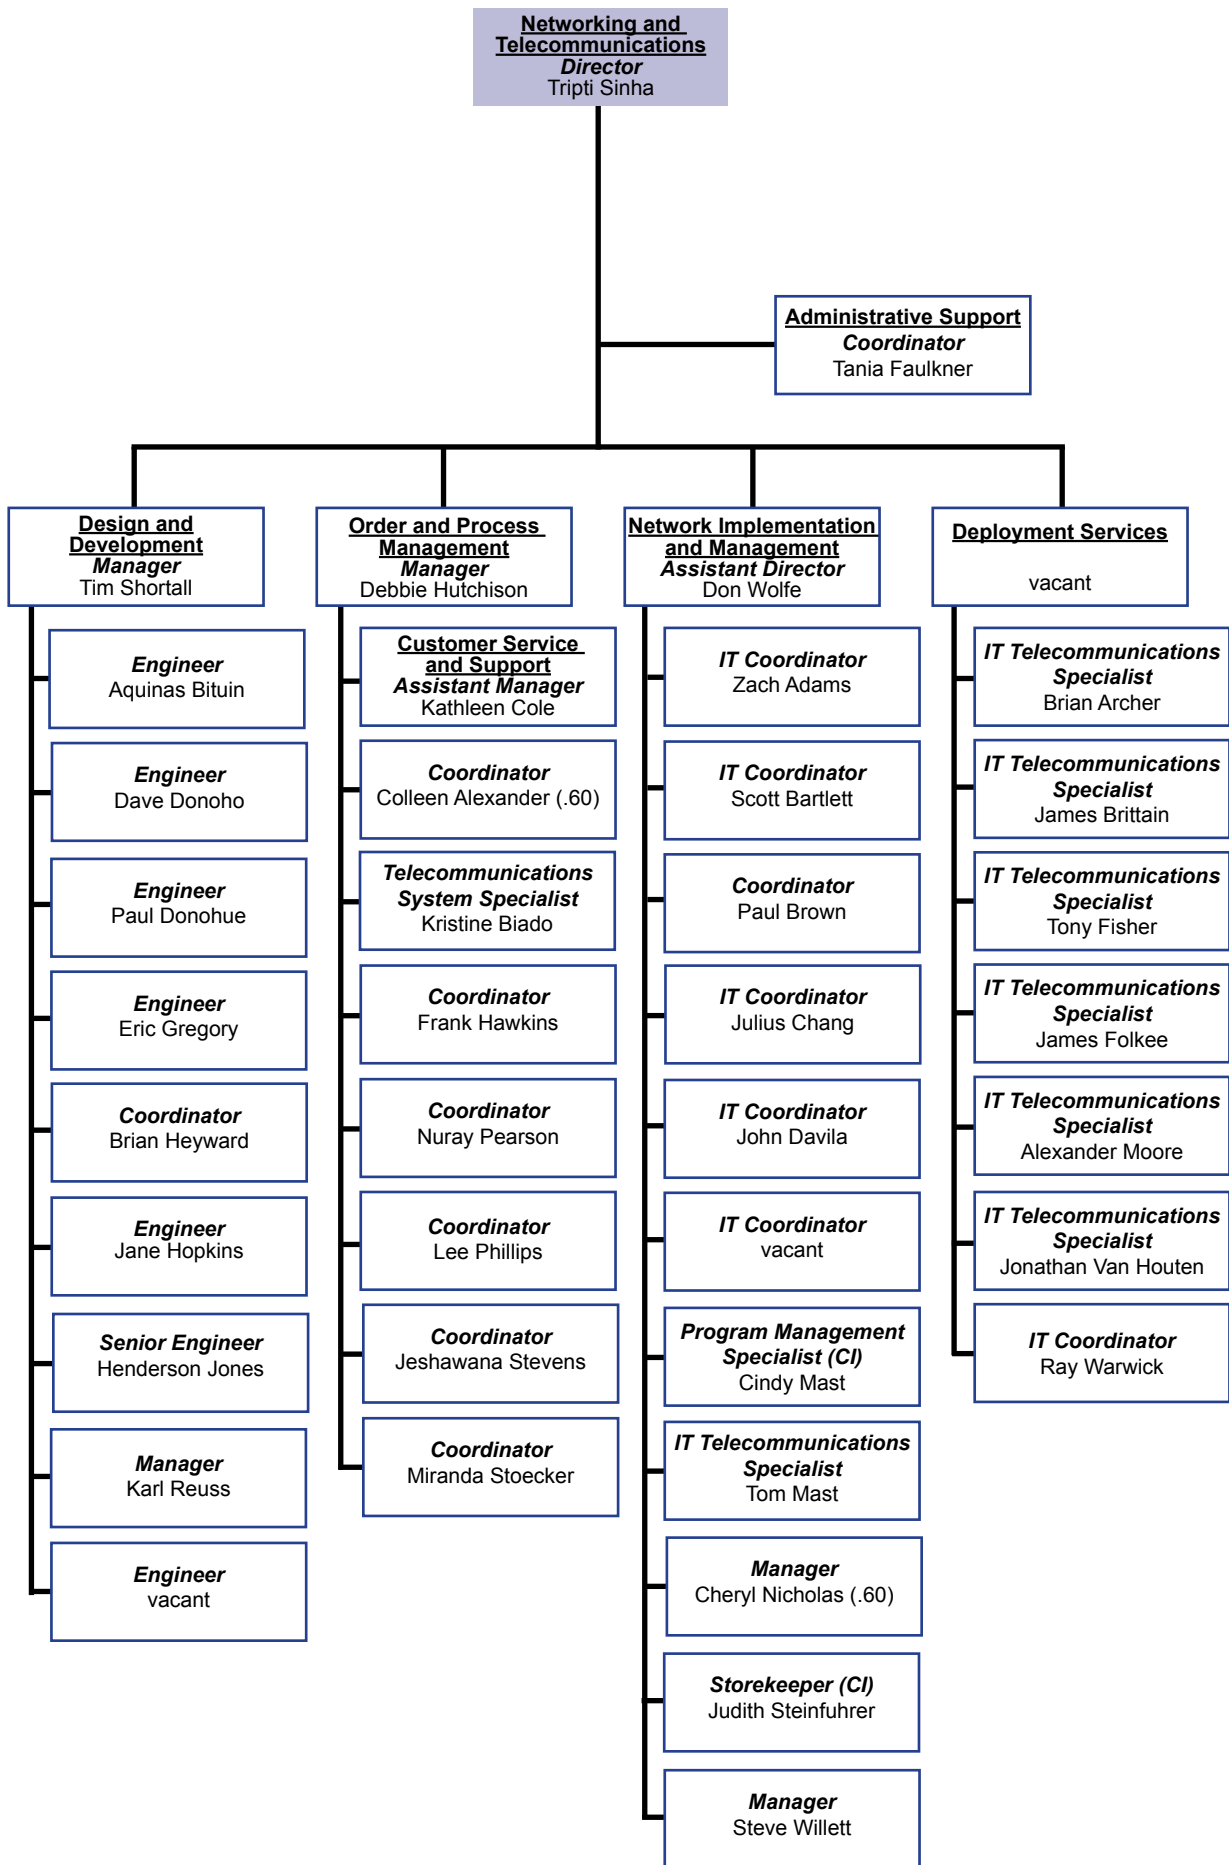 Networking and
Telecommunications
Director
Tripti Sinha
Administrative Support
Coordinator
Tania Faulkner
Design and
Development
Manager
Tim Shortall
Engineer
Aquinas Bituin
Engineer
Dave Donoho
Engineer
Paul Donohue
Engineer
Eric Gregory
Coordinator
Brian Heyward
Engineer
Jane Hopkins
Senior Engineer
Henderson Jones
Manager
Karl Reuss
Engineer
vacant
Order and Process
Management
Manager
Debbie Hutchison
Customer Service
and Support
Assistant Manager
Kathleen Cole
Coordinator
Colleen Alexander (.60)
Telecommunications
System Specialist
Kristine Biado
Coordinator
Frank Hawkins
Coordinator
Nuray Pearson
Coordinator
Lee Phillips
Coordinator
Jeshawana Stevens
Coordinator
Miranda Stoecker
Network Implementation
and Management
Assistant Director
Don Wolfe
IT Coordinator
Zach Adams
IT Coordinator
Scott Bartlett
Coordinator
Paul Brown
IT Coordinator
Julius Chang
IT Coordinator
John Davila
IT Coordinator
vacant
Program Management
Specialist (CI)
Cindy Mast
IT Telecommunications
Specialist
Tom Mast
Manager
Cheryl Nicholas (.60)
Storekeeper (CI)
Judith Steinfuhrer
Manager
Steve Willett
Deployment Services
vacant
IT Telecommunications
Specialist
Brian Archer
IT Telecommunications
Specialist
James Brittain
IT Telecommunications
Specialist
Tony Fisher
IT Telecommunications
Specialist
James Folkee
IT Telecommunications
Specialist
Alexander Moore
IT Telecommunications
Specialist
Jonathan Van Houten
IT Coordinator
Ray Warwick